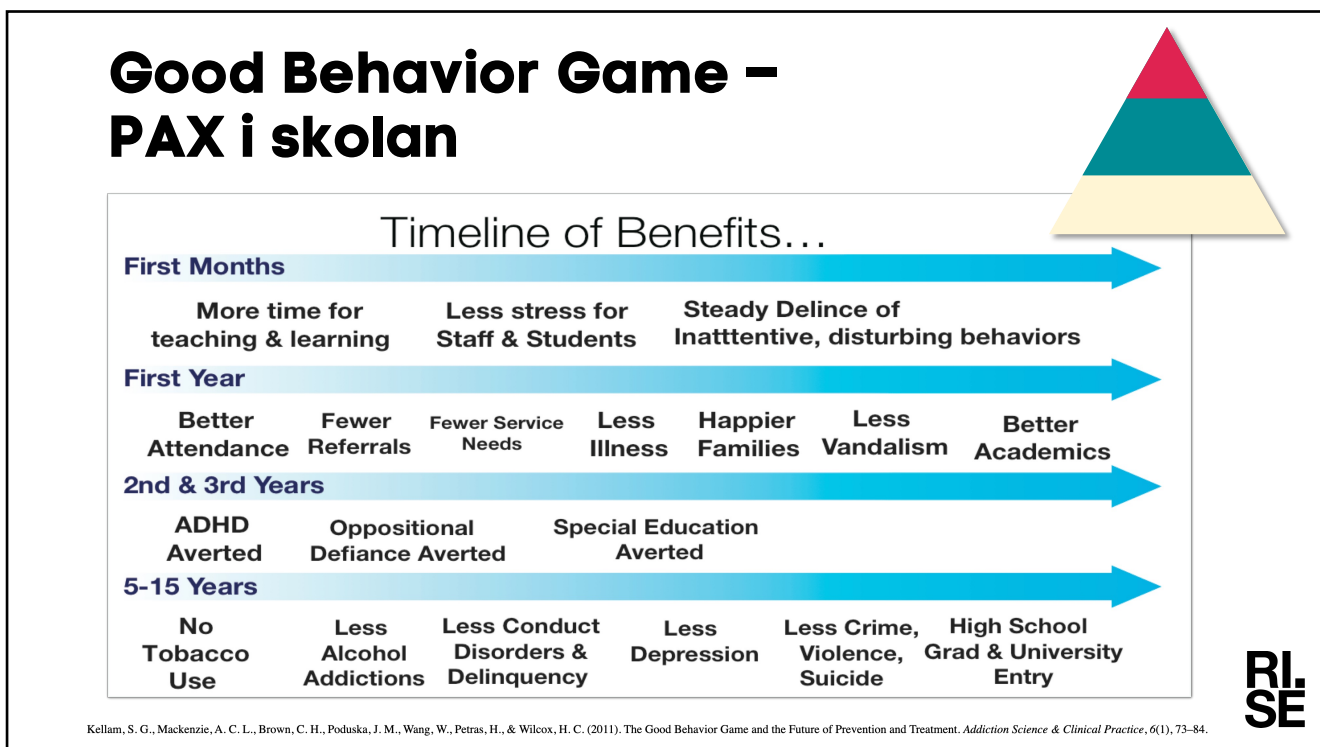 Good Behavior Game –
PAX i skolan
Timeline of Benefits...
First Months
More time for
teaching & learning
Less stress for
Staff & Students
Steady Delince of
Inatttentive, disturbing behaviors
First Year
Better
Attendance
Fewer
Referrals
Fewer Service
Needs
Less
Illness
Happier
Families
Less
Vandalism
Better
Academics
2nd & 3rd Years
ADHD
Averted
Oppositional
Defiance Averted
Special Education
Averted
5-15 Years
No
Tobacco
Use
Less
Alcohol
Addictions
Less Conduct
Disorders &
Delinquency
Less
Depression
Less Crime,
Violence,
Suicide
High School
Grad & University
Entry
RI.
SE
Kellam, S. G., Mackenzie, A. C. L., Brown, C. H., Poduska, J. M., Wang, W., Petras, H., & Wilcox, H. C. (2011). The Good Behavior Game and the Future of Prevention and Treatment. Addiction Science & Clinical Practice, 6(1), 73–84.